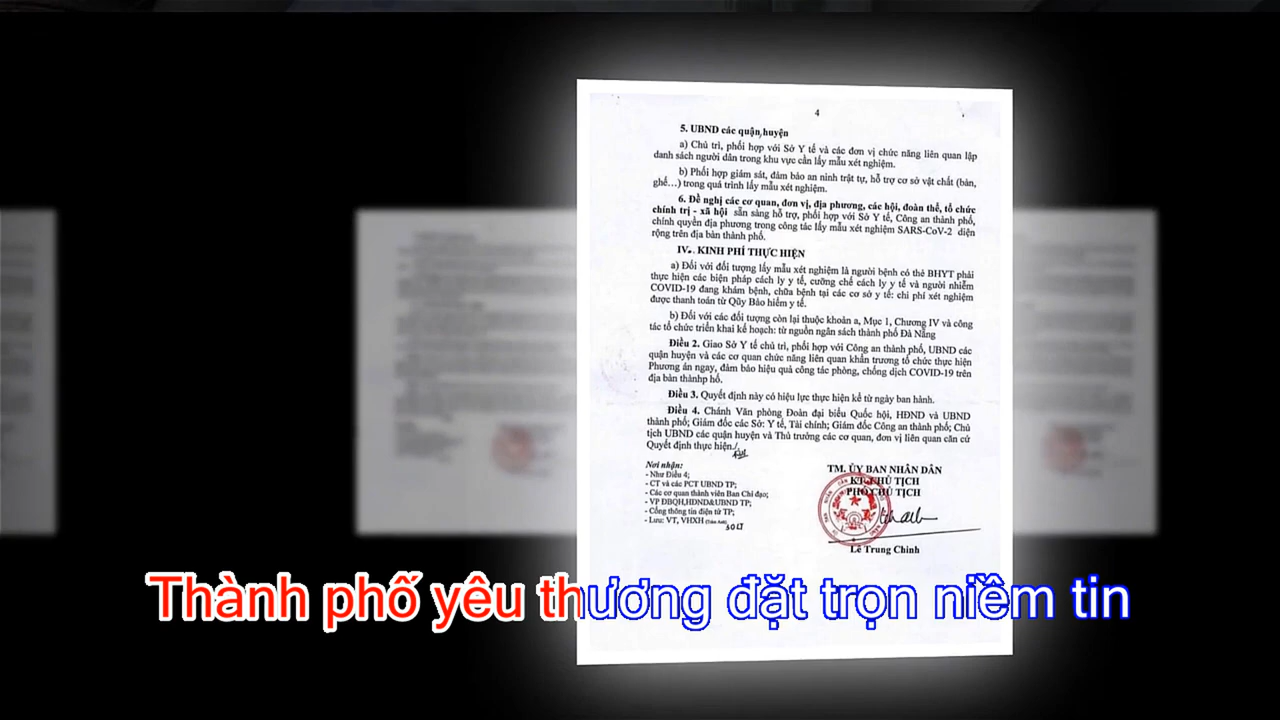 4
5. UBND các quận, huyện
a) Chủ trì, phối hợp với Sở Y tế và các đơn vị chức năng liên quan lập
danh sách người dân trong khu vực cần lấy mẫu xét nghiệm.
b) Phối hợp giám sát, đảm bảo an ninh trật tự, hỗ trợ cơ sở vật chất (bàn,
ghế…) trong quá trình lấy mẫu xét nghiệm.
6. Đề nghị các cơ quan, đơn vị, địa phương, các hội, đoàn thể, tổ chức
chính trị - xã hội sẵn sàng hỗ trợ, phối hợp với Sở Y tế, Công an thành phố,
chính quyền địa phương trong công tác lấy mẫu xét nghiệm SARS-CoV-2 diện
rộng trên địa bàn thành phố.
IV. KINH PHÍ THỰC HIỆN
a) Đối với đối tượng lấy mẫu xét nghiệm là người bệnh có thẻ BHYT phải
thực hiện các biện pháp cách ly y tế, cưỡng chế cách ly y tế và người nhiễm
COVID-19 đang khám bệnh, chữa bệnh tại các cơ sở y tế: chi phí xét nghiệm
được thanh toán từ Qũy Bảo hiểm y tế.
b) Đối với các đối tượng còn lại thuộc khoản a, Mục 1, Chương IV và công
tác tổ chức triển khai kế hoạch: từ nguồn ngân sách thành phố Đà Nẵng
Điều 2. Giao Sở Y tế chủ trì, phối hợp với Công an thành phố, UBND các
quận huyện và các cơ quan chức năng liên quan khẩn trương tổ chức thực hiện
Phương án ngay, đảm bảo hiệu quả công tác phòng, chống dịch COVID-19 trên
địa bàn thànhp hố.
Điều 3. Quyết định này có hiệu lực thực hiện kể từ ngày ban hành.
Điều 4. Chánh Văn phòng Đoàn đại biểu Quốc hội, HĐND và UBND
thành phố; Giám đốc các Sở: Y tế, Tài chính; Giám đốc Công an thành phố; Chủ
tịch UBND các quận huyện và Thủ trưởng các cơ quan, đơn vị liên quan căn cứ
Quyết định thực hiện./.
Nơi nhận:
- Như Điều 4;
- CT và các PCT UBND TP;
- Các cơ quan thành viên Ban Chỉ đạo;
- VP ĐBQH,HĐND&UBND TP;
- Cổng thông tin điện tử TP;
- Lưu: VT, VHXH
TM. ỦY BAN NHÂN DÂN
KT. CHỦ TỊCH
PHÓ CHỦ TỊCH
Lê Trung Chinh
Thành phố yêu thương đặt trọn niềm tin